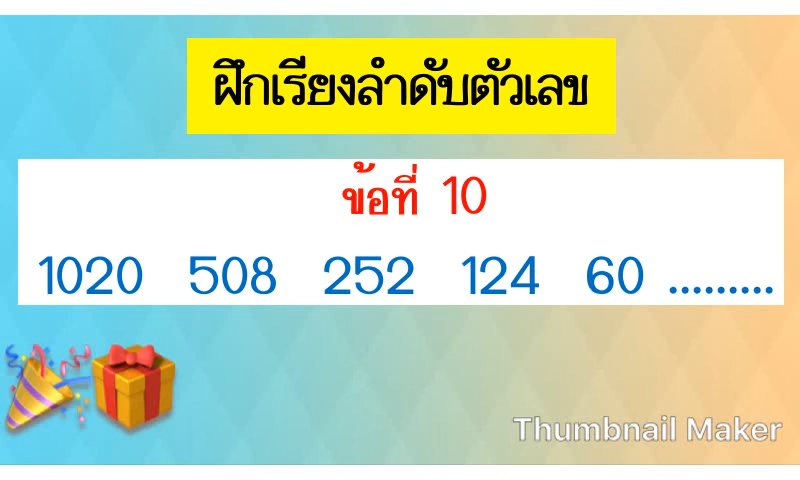 ฝึกเรียงลำดับตัวเลข
ข้อที่ 10
1020 508 252 124 60 .........
Thumbnail Maker